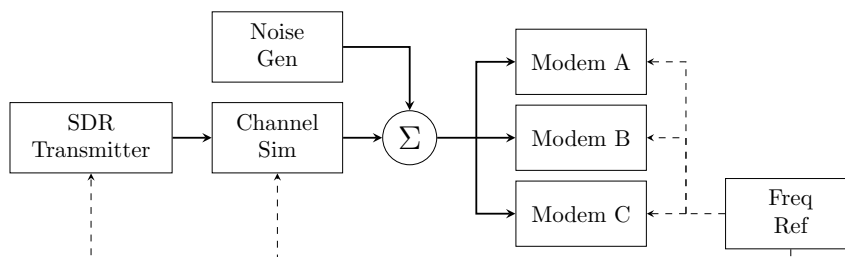 Noise
Gen
SDR
Transmitter
Channel
Sim
Σ
Modem A
Modem B
Modem C
Freq
Ref